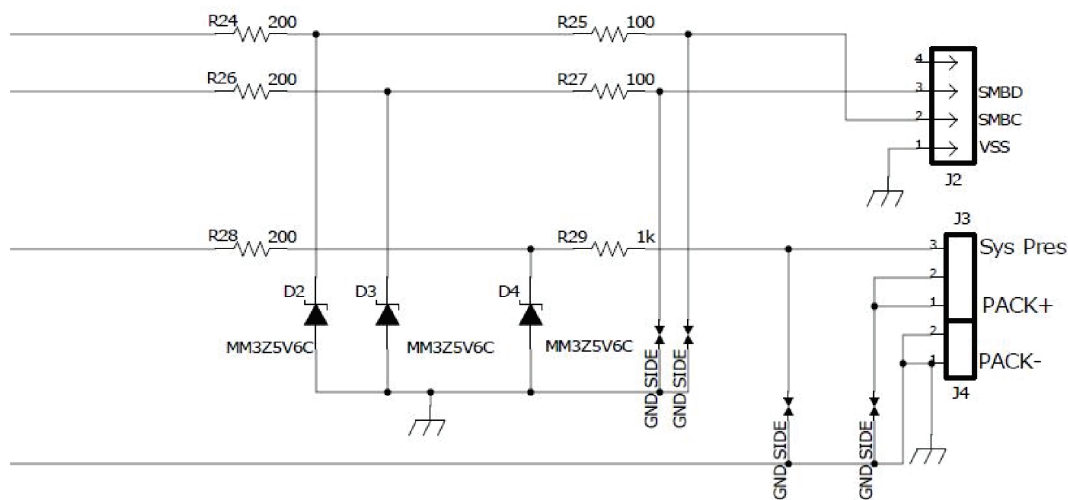 R24 200 R25 100
R26 200 R27 100
4
3 SMBD
2 SMBC
1 VSS
J2
J3
R28 200 R29 1k
3 Sys Pres
2
1 PACK+
2
1 PACK-
J4
D2 D3 D4
MM3Z5V6C MM3Z5V6C MM3Z5V6C
GND SIDE
GND SIDE
GND SIDE
GND SIDE